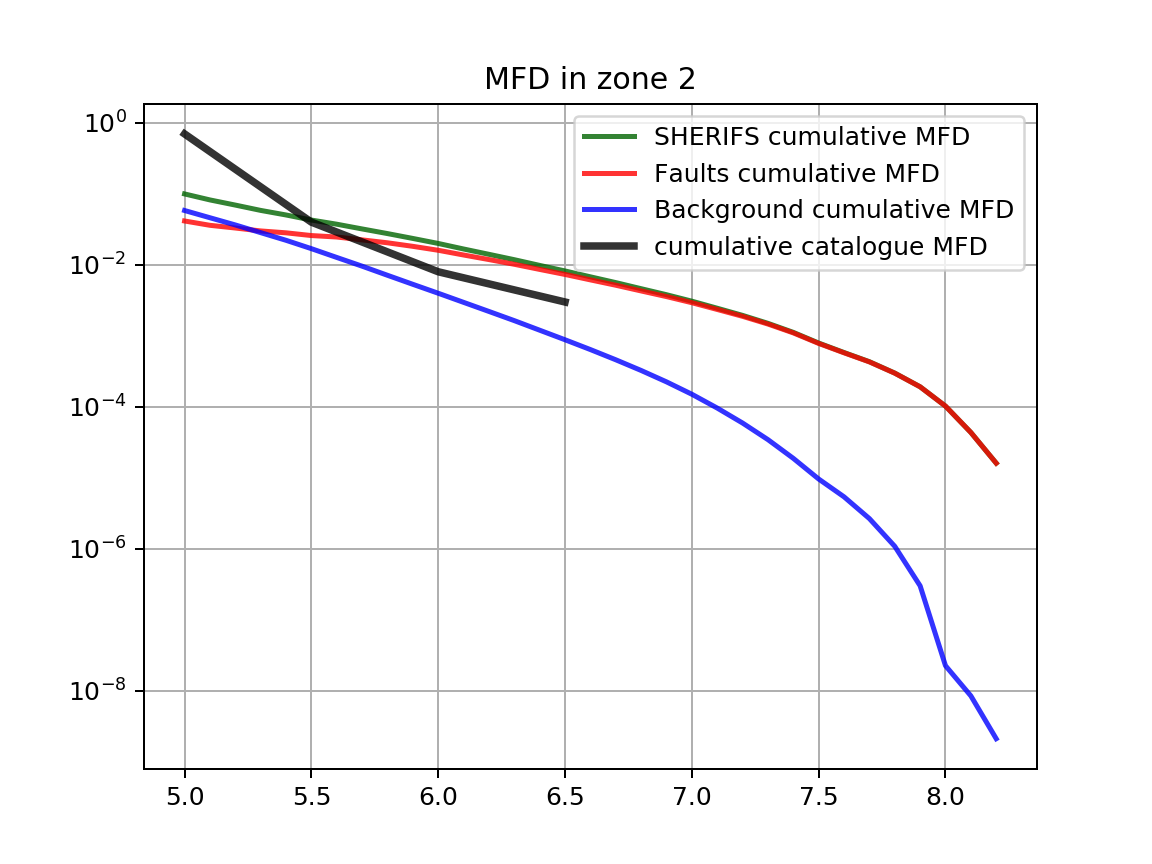 MFD in zone 2
SHERIFS cumulative MFD
Faults cumulative MFD
Background cumulative MFD
cumulative catalogue MFD
10⁰
10⁻²
10⁻⁴
10⁻⁶
10⁻⁸
5.0 5.5 6.0 6.5 7.0 7.5 8.0